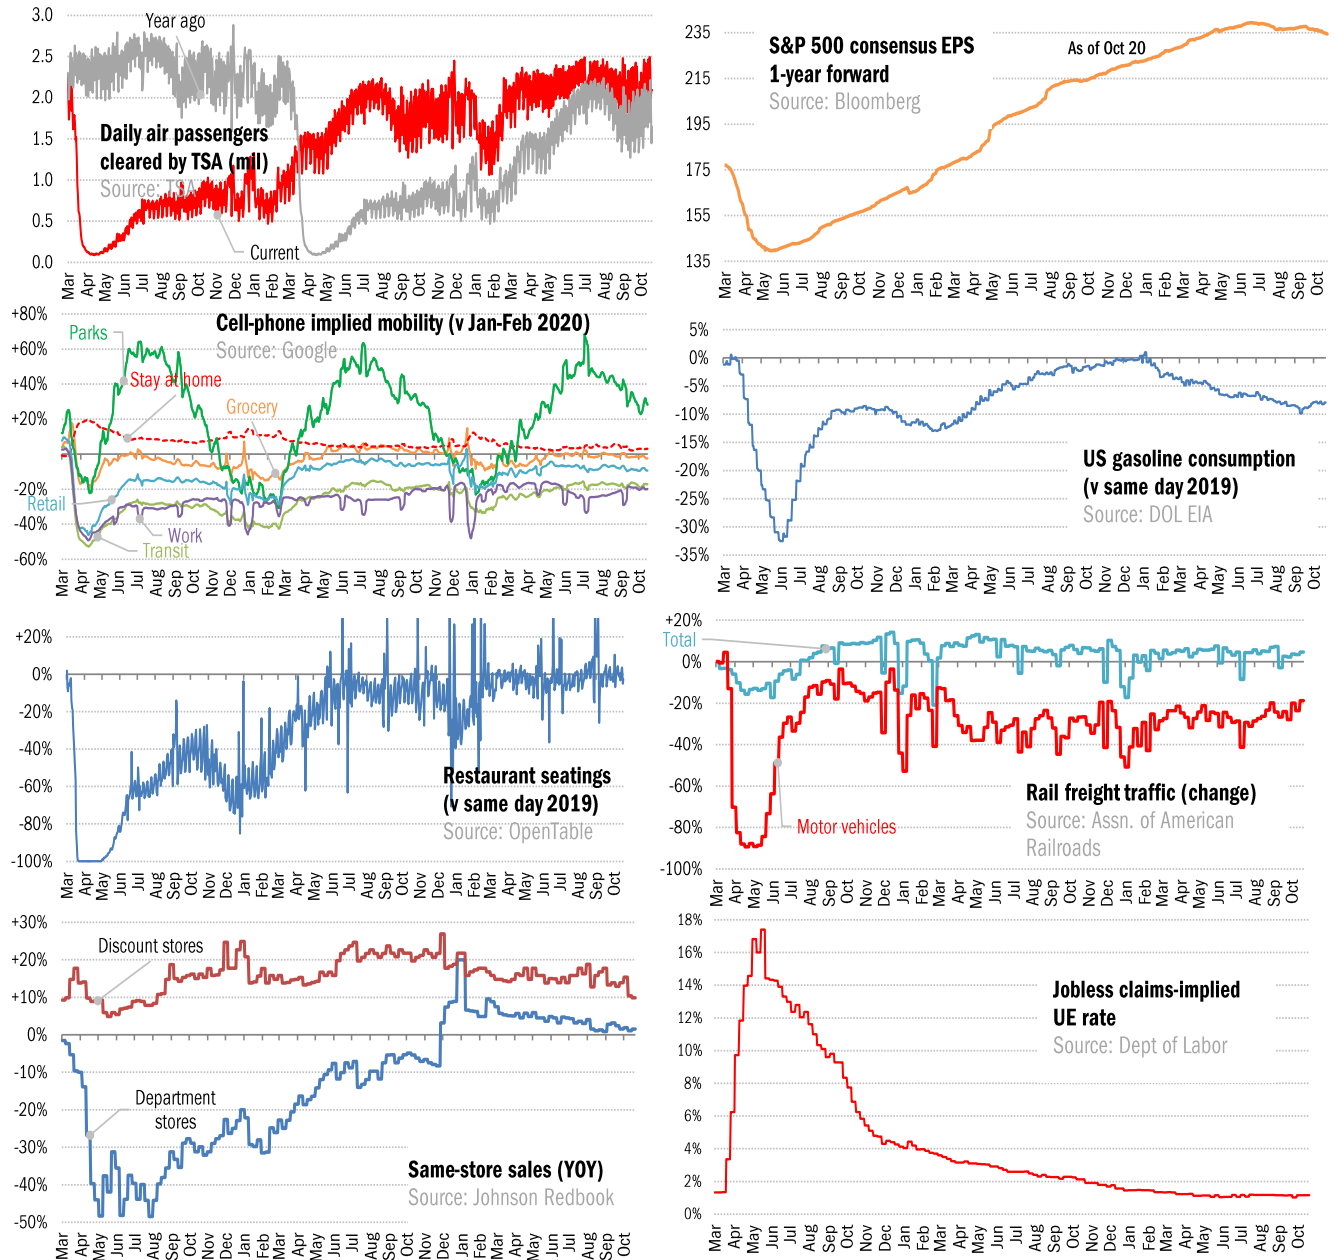 3.0
2.5
2.0
1.5
1.0
0.5
0.0
Year ago
Daily air passengers
cleared by TSA (mil)
Source: TSA
Current
Mar Apr May Jun Jul Aug Sep Oct Nov Dec Jan Feb Mar Apr May Jun Jul Aug Sep Oct Nov Dec Jan Feb Mar Apr May Jun Jul Aug Sep Oct
235
215
195
175
155
135
S&P 500 consensus EPS
1-year forward
Source: Bloomberg
As of Oct 20
Mar Apr May Jun Jul Aug Sep Oct Nov Dec Jan Feb Mar Apr May Jun Jul Aug Sep Oct Nov Dec Jan Feb Mar Apr May Jun Jul Aug Sep Oct
+80%
+60%
+40%
+20%
+0%
-20%
-40%
-60%
Cell-phone implied mobility (v Jan-Feb 2020)
Source: Google
Parks
Stay at home
Grocery
Retail
Work
Transit
Mar Apr May Jun Jul Aug Sep Oct Nov Dec Jan Feb Mar Apr May Jun Jul Aug Sep Oct Nov Dec Jan Feb Mar Apr May Jun Jul Aug Sep Oct
5%
0%
-5%
-10%
-15%
-20%
-25%
-30%
-35%
US gasoline consumption
(v same day 2019)
Source: DOL EIA
Mar Apr May Jun Jul Aug Sep Oct Nov Dec Jan Feb Mar Apr May Jun Jul Aug Sep Oct Nov Dec Jan Feb Mar Apr May Jun Jul Aug Sep Oct
+20%
0%
-20%
-40%
-60%
-80%
-100%
Restaurant seatings
(v same day 2019)
Source: OpenTable
Mar Apr May Jun Jul Aug Sep Oct Nov Dec Jan Feb Mar Apr May Jun Jul Aug Sep Oct Nov Dec Jan Feb Mar Apr May Jun Jul Aug Sep Oct
+20%
0%
-20%
-40%
-60%
-80%
-100%
Total
Rail freight traffic (change)
Source: Assn. of American
Railroads
Motor vehicles
Mar Apr May Jun Jul Aug Sep Oct Nov Dec Jan Feb Mar Apr May Jun Jul Aug Sep Oct Nov Dec Jan Feb Mar Apr May Jun Jul Aug Sep Oct
+30%
+20%
+10%
0%
-10%
-20%
-30%
-40%
-50%
Discount stores
Department
stores
Same-store sales (YOY)
Source: Johnson Redbook
Mar Apr May Jun Jul Aug Sep Oct Nov Dec Jan Feb Mar Apr May Jun Jul Aug Sep Oct Nov Dec Jan Feb Mar Apr May Jun Jul Aug Sep Oct
18%
16%
14%
12%
10%
8%
6%
4%
2%
0%
Jobless claims-implied
UE rate
Source: Dept of Labor
Mar Apr May Jun Jul Aug Sep Oct Nov Dec Jan Feb Mar Apr May Jun Jul Aug Sep Oct Nov Dec Jan Feb Mar Apr May Jun Jul Aug Sep Oct